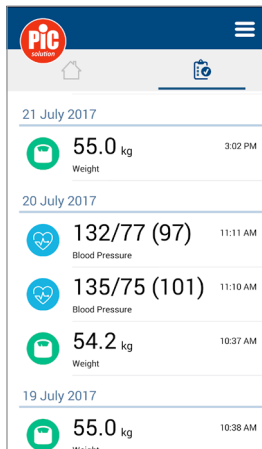 PiC
solution
21 July 2017
55.0 kg 3:02 PM
Weight
20 July 2017
132/77 (97) 11:11 AM
Blood Pressure
135/75 (101) 11:10 AM
Blood Pressure
54.2 kg 10:37 AM
Weight
19 July 2017
55.0 kg 10:38 AM
Weight